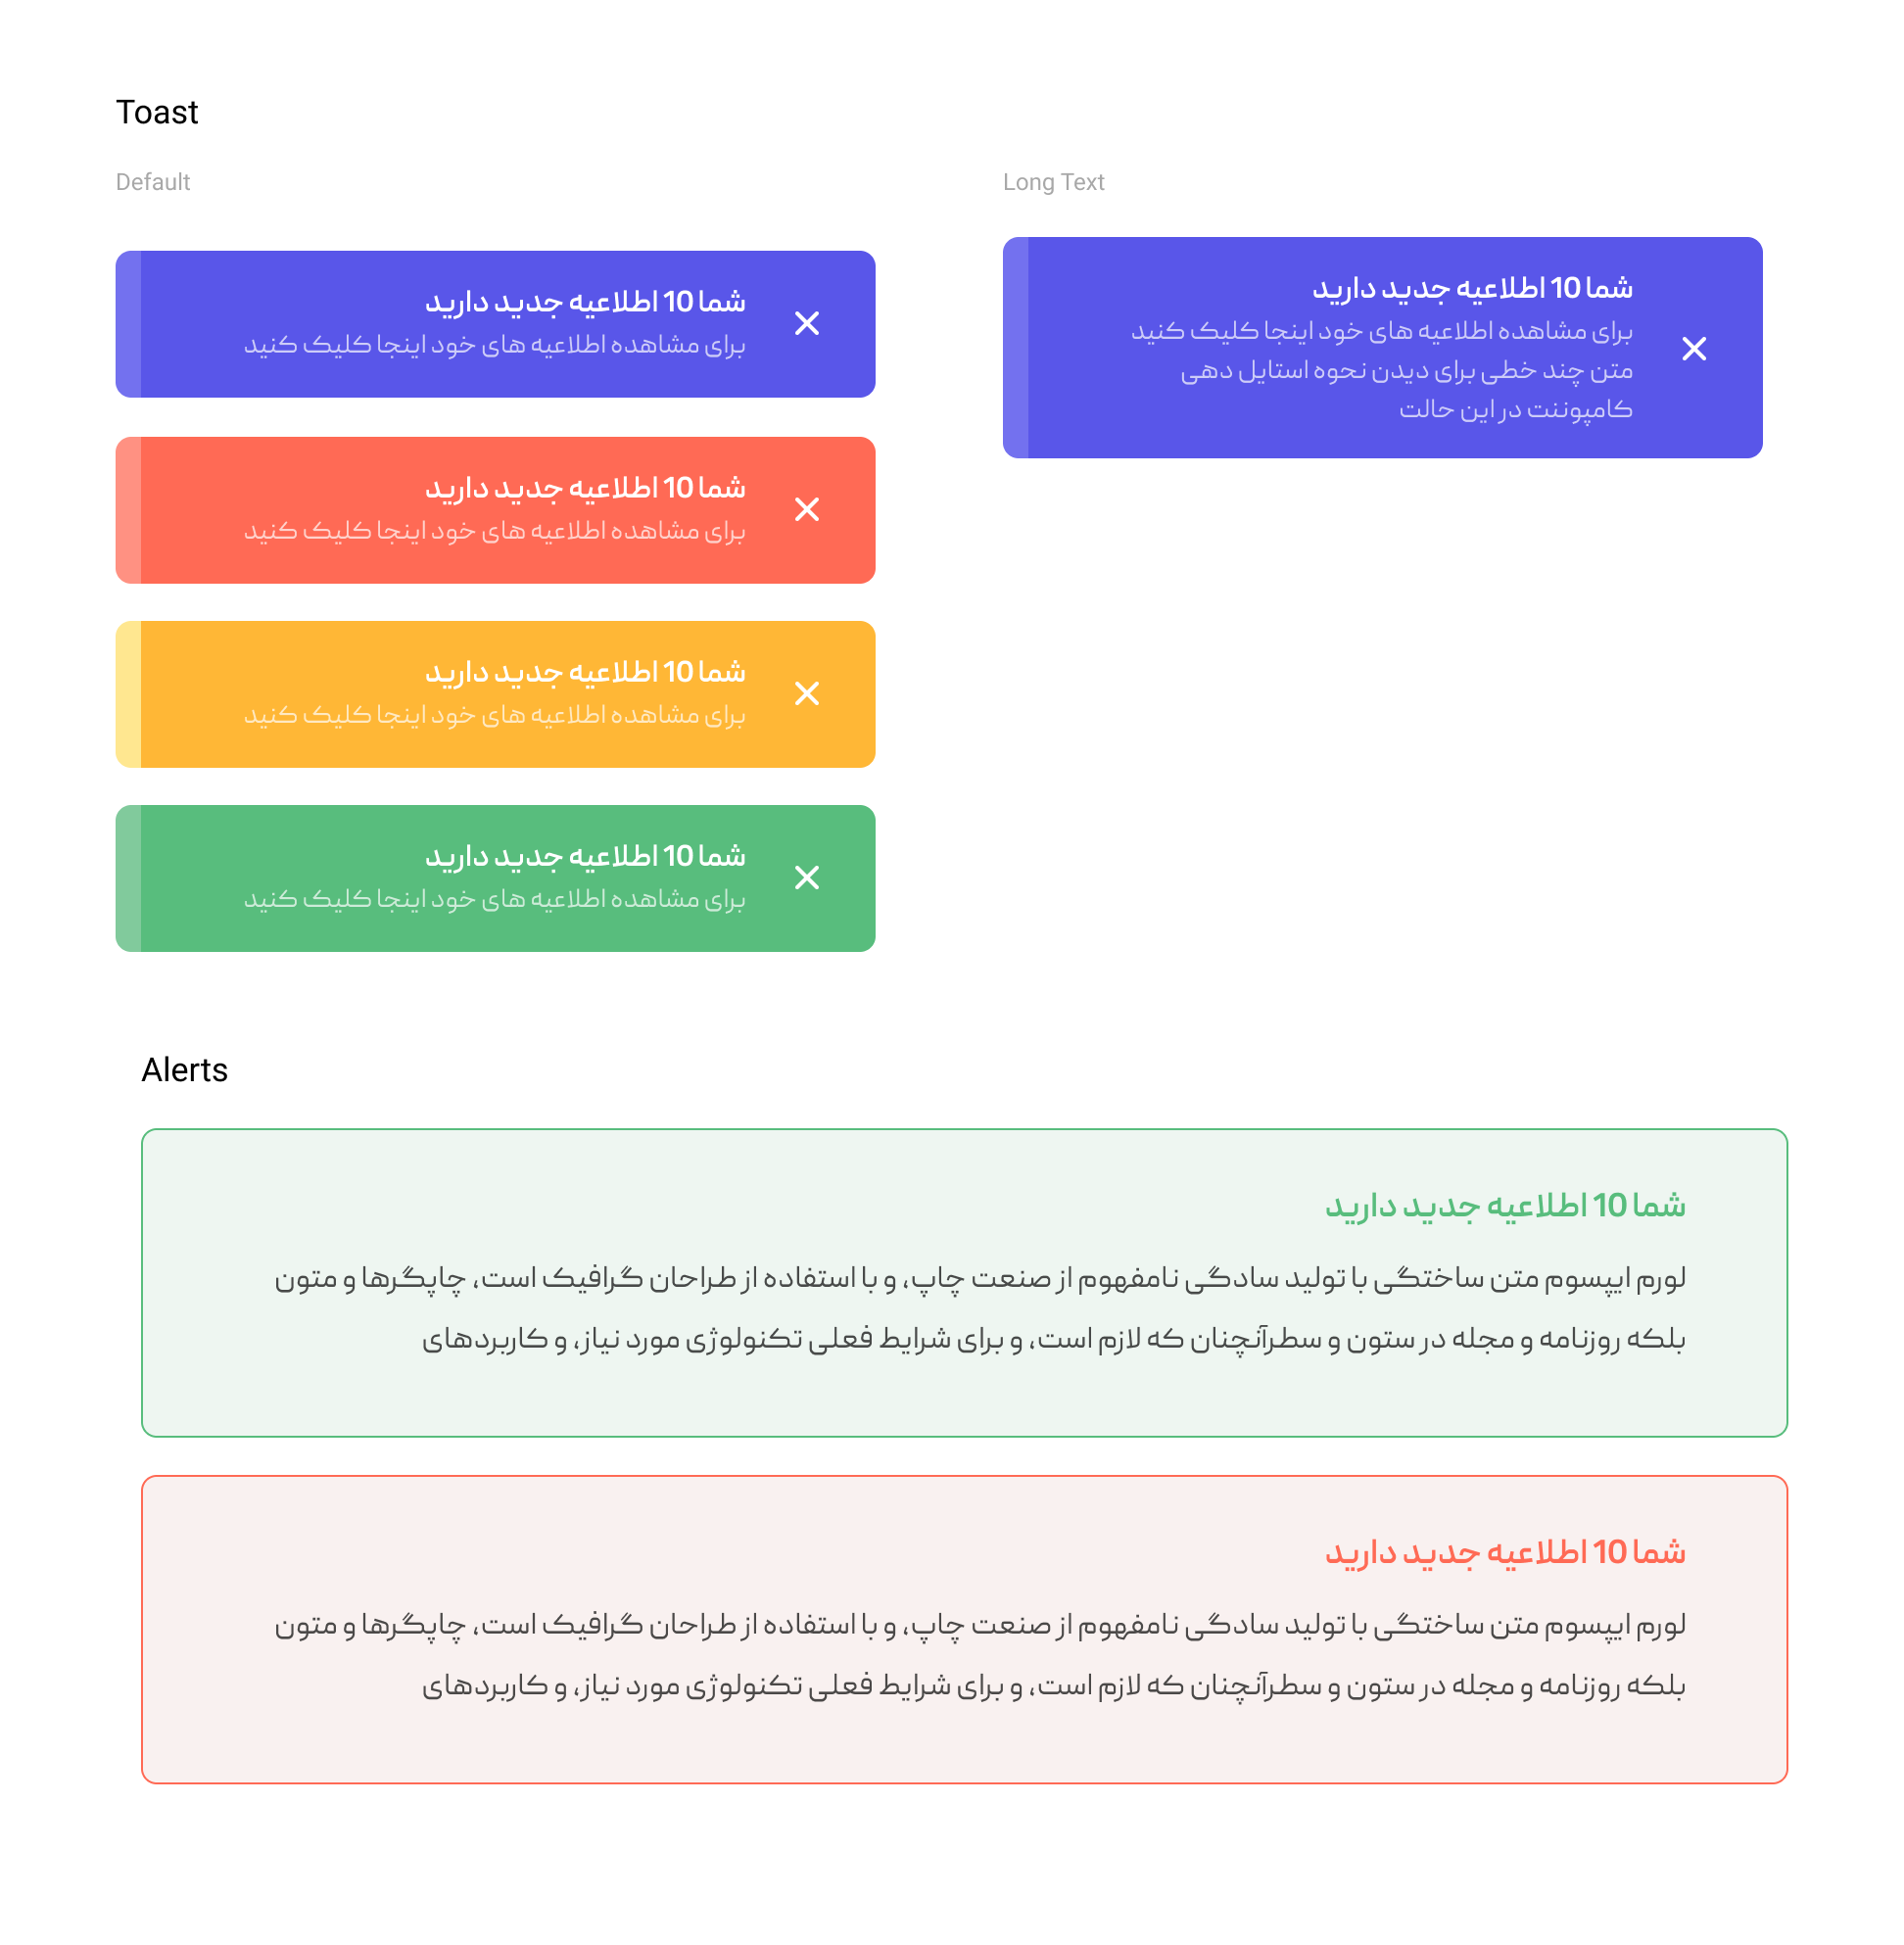 Toast
Default
شما 10 اطلاعیه جدید دارید
برای مشاهده اطلاعیه های خود اینجا کلیک کنید
شما 10 اطلاعیه جدید دارید
برای مشاهده اطلاعیه های خود اینجا کلیک کنید
شما 10 اطلاعیه جدید دارید
برای مشاهده اطلاعیه های خود اینجا کلیک کنید
شما 10 اطلاعیه جدید دارید
برای مشاهده اطلاعیه های خود اینجا کلیک کنید
Long Text
شما 10 اطلاعیه جدید دارید
برای مشاهده اطلاعیه های خود اینجا کلیک کنید
متن چند خطی برای دیدن نحوه استایل دهی
کامپوننت در این حالت
Alerts
شما 10 اطلاعیه جدید دارید
لورم ایپسوم متن ساختگی با تولید سادگی نامفهوم از صنعت چاپ، و با استفاده از طراحان گرافیک است، چاپگرها و متون
بلکه روزنامه و مجله در ستون و سطرآنچنان که لازم است، و برای شرایط فعلی تکنولوژی مورد نیاز، و کاربردهای
شما 10 اطلاعیه جدید دارید
لورم ایپسوم متن ساختگی با تولید سادگی نامفهوم از صنعت چاپ، و با استفاده از طراحان گرافیک است، چاپگرها و متون
بلکه روزنامه و مجله در ستون و سطرآنچنان که لازم است، و برای شرایط فعلی تکنولوژی مورد نیاز، و کاربردهای